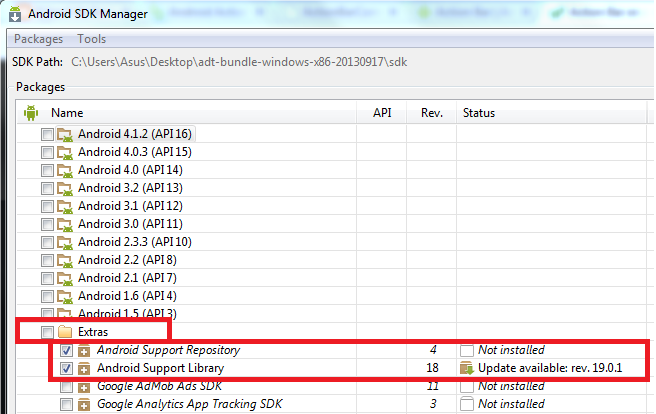 Android SDK Manager
Packages Tools
SDK Path: C:\Users\Asus\Desktop\adt-bundle-windows-x86-20130917\sdk
Packages
Name API Rev. Status
Android 4.1.2 (API 16)
Android 4.0.3 (API 15)
Android 4.0 (API 14)
Android 3.2 (API 13)
Android 3.1 (API 12)
Android 3.0 (API 11)
Android 2.3.3 (API 10)
Android 2.2 (API 8)
Android 2.1 (API 7)
Android 1.6 (API 4)
Android 1.5 (API 3)
Extras
Android Support Repository 4 Not installed
Android Support Library 18 Update available: rev. 19.0.1
Google AdMob Ads SDK 11 Not installed
Google Analytics App Tracking SDK 3 Not installed